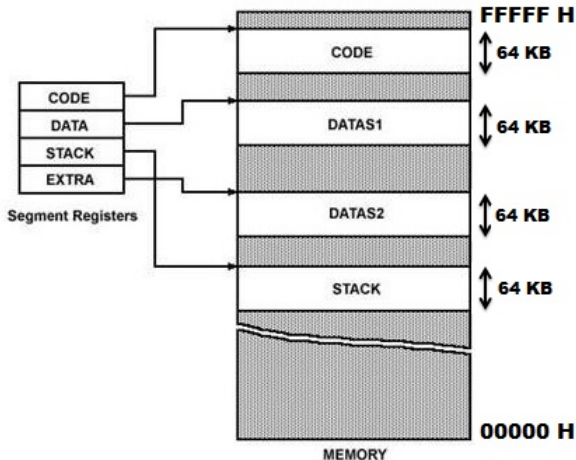 FFFFF H
CODE
64 KB
CODE
DATA
STACK
EXTRA
Segment Registers
DATAS1
64 KB
DATAS2
64 KB
STACK
64 KB
00000 H
MEMORY